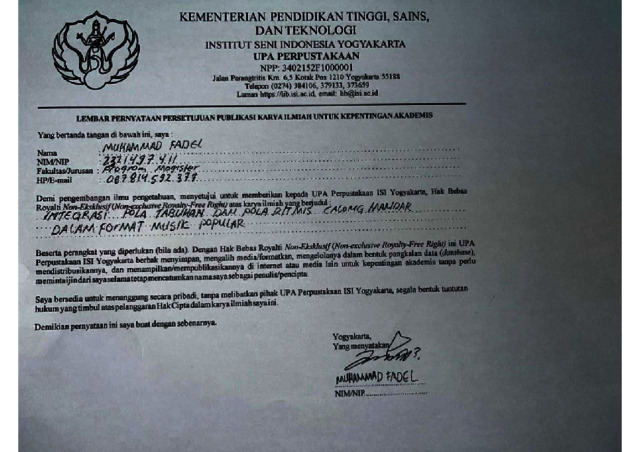 KEMENTERIAN PENDIDIKAN TINGGI, SAINS,
DAN TEKNOLOGI
INSTITUT SENI INDONESIA YOGYAKARTA
UPA PERPUSTAKAAN
NPP: 3402152F1000001
Jalan Parangtritis Km. 6,5 Kotak Pos 1210 Yogyakarta 55188
Telepon (0274) 384106, 379133, 373659
Laman https://lib.isi.ac.id, email: lib@isi.ac.id
LEMBAR PERNYATAAN PERSETUJUAN PUBLIKASI KARYA ILMIAH UNTUK KEPENTINGAN AKADEMIS
Yang bertanda tangan di bawah ini, saya :
Nama : MUHAMMAD FADEL
NIM/NIP :
Fakultas/Jurusan : Program Magister
HP/E-mail : 087814592378
Demi pengembangan ilmu pengetahuan, menyetujui untuk memberikan kepada UPA Perpustakaan ISI Yogyakarta, Hak Bebas
Royalti Non-Eksklusif (Non-exclusive Royalty-Free Right) atas karya ilmiah yang berjudul :
INTEGRASI POLA TABUHAN DAN POLA RITMIS CALONG MANDAR
DALAM FORMAT MUSIK POPULAR
Beserta perangkat yang diperlukan (bila ada). Dengan Hak Bebas Royalti Non-Eksklusif (Non-exclusive Royalty-Free Right) ini UPA
Perpustakaan ISI Yogyakarta berhak menyimpan, mengalih media/formatkan, mengelolanya dalam bentuk pangkalan data (database),
mendistribusikannya, dan menampilkan/mempublikasikannya di internet atau media lain untuk kepentingan akademis tanpa perlu
meminta ijin dari saya selama tetap mencantumkan nama saya sebagai penulis/pencipta.
Saya bersedia untuk menanggung secara pribadi, tanpa melibatkan pihak UPA Perpustakaan ISI Yogyakarta, segala bentuk tuntutan
hukum yang timbul atas pelanggaran Hak Cipta dalam karya ilmiah saya ini.
Demikian pernyataan ini saya buat dengan sebenarnya.
Yogyakarta,
Yang menyatakan
MUHAMMAD FADEL
NIM/NIP